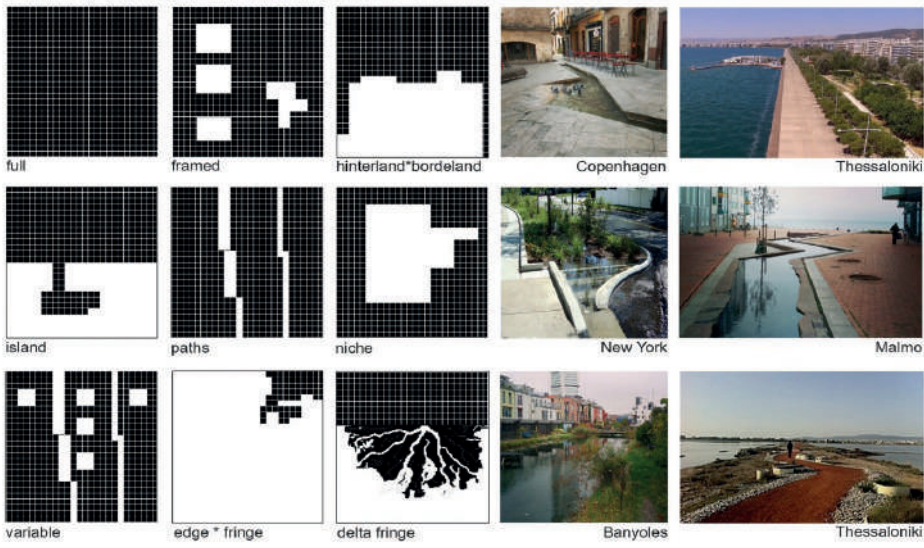 full
framed
hinterland*bordeland
Copenhagen
Thessaloniki
island
paths
niche
New York
Malmo
variable
edge * fringe
delta fringe
Banyoles
Thessaloniki